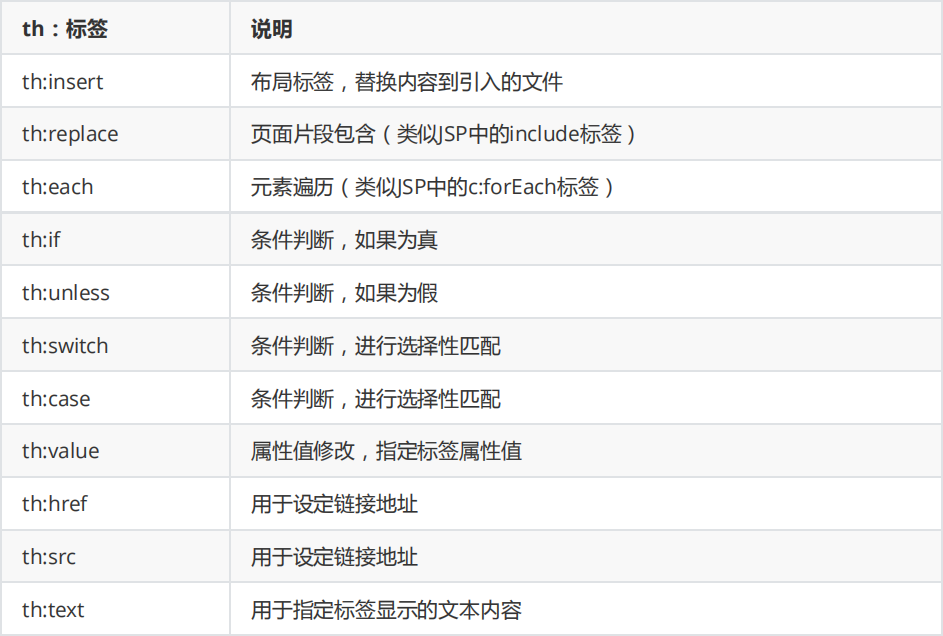 th：标签 说明
th:insert 布局标签，替换内容到引入的文件
th:replace 页面片段包含（类似JSP中的include标签）
th:each 元素遍历（类似JSP中的c:forEach标签）
th:if 条件判断，如果为真
th:unless 条件判断，如果为假
th:switch 条件判断，进行选择性匹配
th:case 条件判断，进行选择性匹配
th:value 属性值修改，指定标签属性值
th:href 用于设定链接地址
th:src 用于设定链接地址
th:text 用于指定标签显示的文本内容